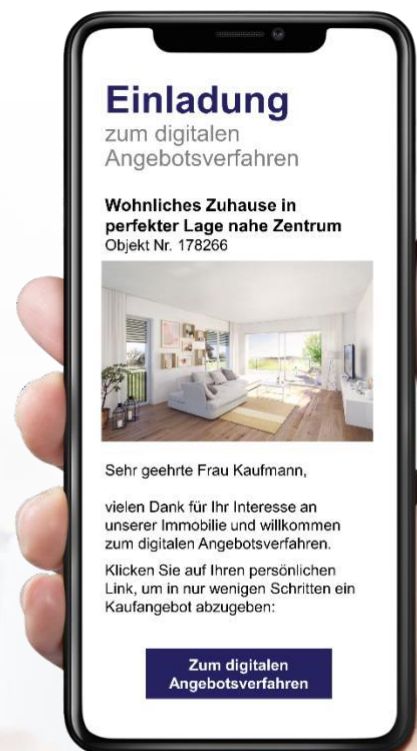 Einladung
zum digitalen
Angebotsverfahren
Wohnliches Zuhause in
perfekter Lage nahe Zentrum
Objekt Nr. 178266
Sehr geehrte Frau Kaufmann,
vielen Dank für Ihr Interesse an
unserer Immobilie und willkommen
zum digitalen Angebotsverfahren.
Klicken Sie auf Ihren persönlichen
Link, um in nur wenigen Schritten ein
Kaufangebot abzugeben:
Zum digitalen
Angebotsverfahren